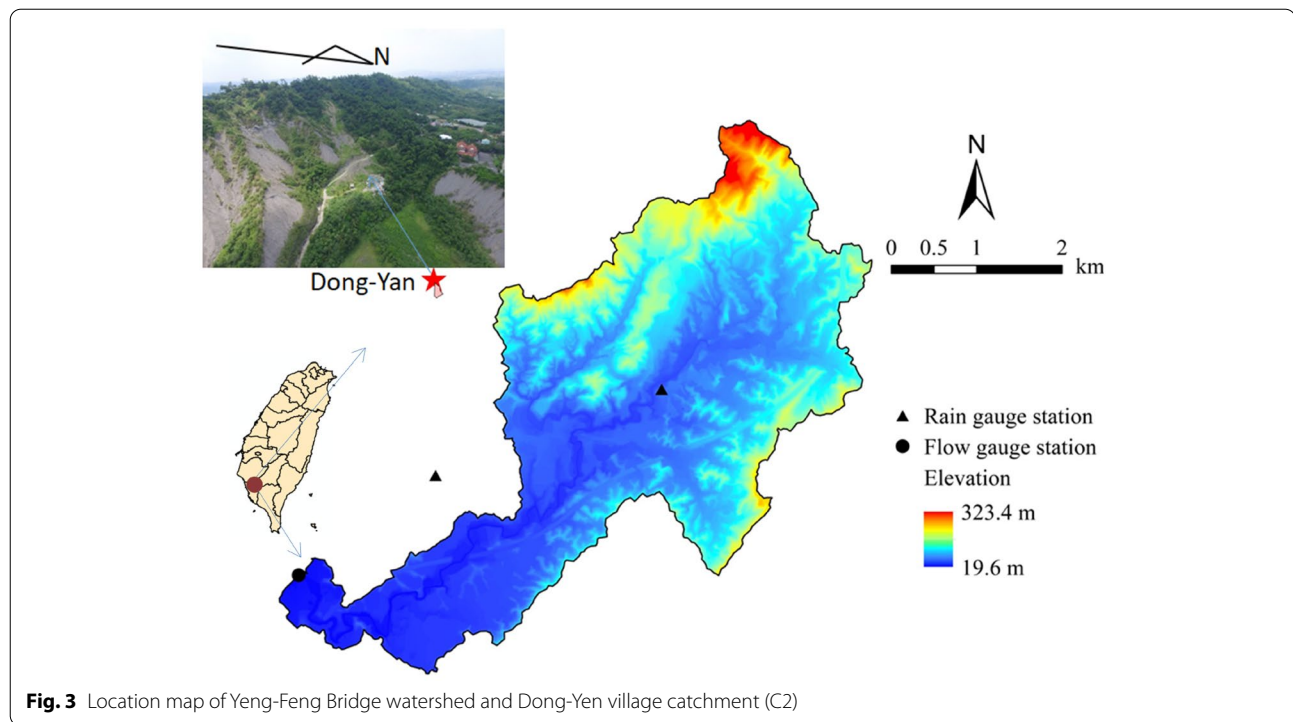 N
Dong-Yan
N
0 0.5 1 2
km
Rain gauge station
Flow gauge station
Elevation
323.4 m
19.6 m
Fig. 3 Location map of Yeng-Feng Bridge watershed and Dong-Yen village catchment (C2)